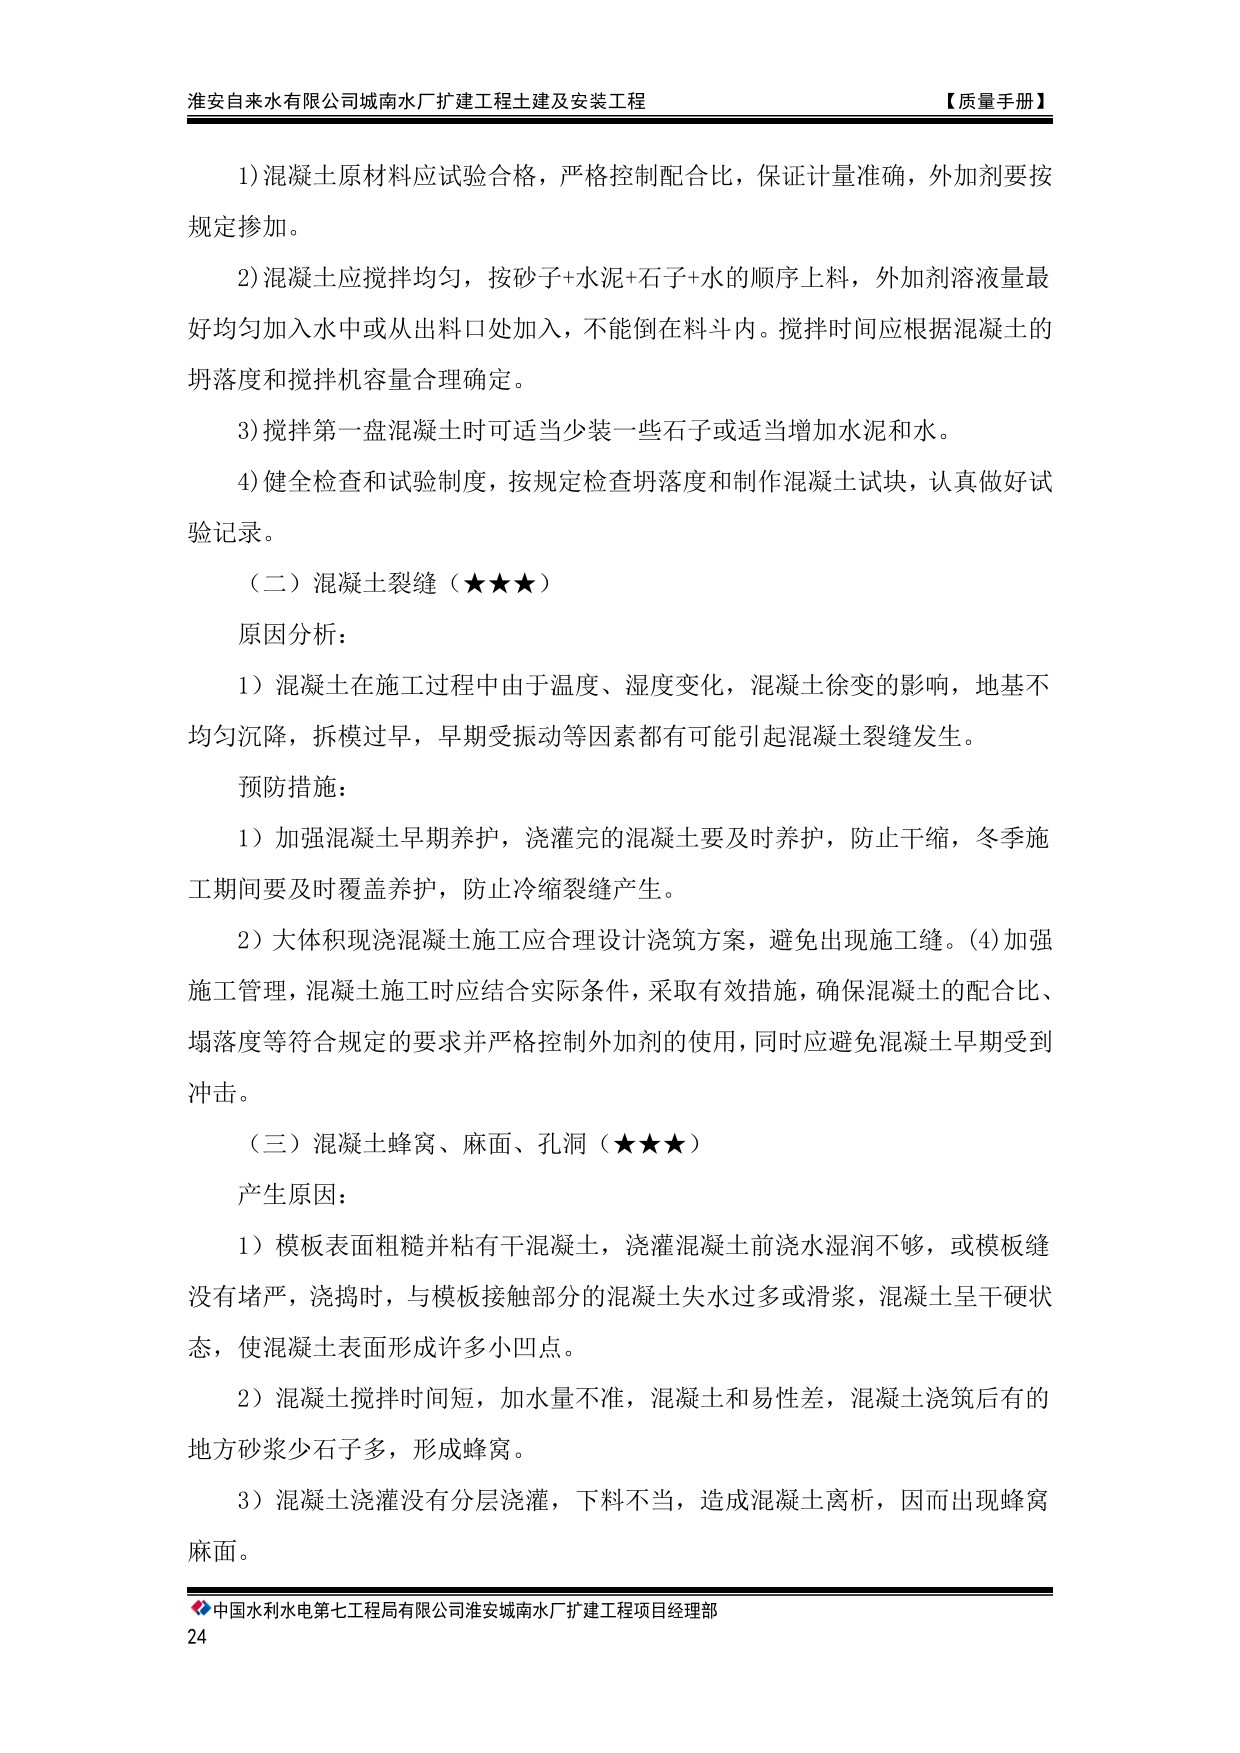 淮安自来水有限公司城南水厂扩建工程土建及安装工程 【质量手册】
1)混凝土原材料应试验合格，严格控制配合比，保证计量准确，外加剂要按
规定掺加。
2)混凝土应搅拌均匀，按砂子+水泥+石子+水的顺序上料，外加剂溶液量最
好均匀加入水中或从出料口处加入，不能倒在料斗内。搅拌时间应根据混凝土的
坍落度和搅拌机容量合理确定。
3)搅拌第一盘混凝土时可适当少装一些石子或适当增加水泥和水。
4)健全检查和试验制度，按规定检查坍落度和制作混凝土试块，认真做好试
验记录。
（二）混凝土裂缝（★★★）
原因分析：
1）混凝土在施工过程中由于温度、湿度变化，混凝土徐变的影响，地基不
均匀沉降，拆模过早，早期受振动等因素都有可能引起混凝土裂缝发生。
预防措施：
1）加强混凝土早期养护，浇灌完的混凝土要及时养护，防止干缩，冬季施
工期间要及时覆盖养护，防止冷缩裂缝产生。
2）大体积现浇混凝土施工应合理设计浇筑方案，避免出现施工缝。(4)加强
施工管理，混凝土施工时应结合实际条件，采取有效措施，确保混凝土的配合比、
塌落度等符合规定的要求并严格控制外加剂的使用，同时应避免混凝土早期受到
冲击。
（三）混凝土蜂窝、麻面、孔洞（★★★）
产生原因：
1）模板表面粗糙并粘有干混凝土，浇灌混凝土前浇水湿润不够，或模板缝
没有堵严，浇捣时，与模板接触部分的混凝土失水过多或滑浆，混凝土呈干硬状
态，使混凝土表面形成许多小凹点。
2）混凝土搅拌时间短，加水量不准，混凝土和易性差，混凝土浇筑后有的
地方砂浆少石子多，形成蜂窝。
3）混凝土浇灌没有分层浇灌，下料不当，造成混凝土离析，因而出现蜂窝
麻面。
中国水利水电第七工程局有限公司淮安城南水厂扩建工程项目经理部
24